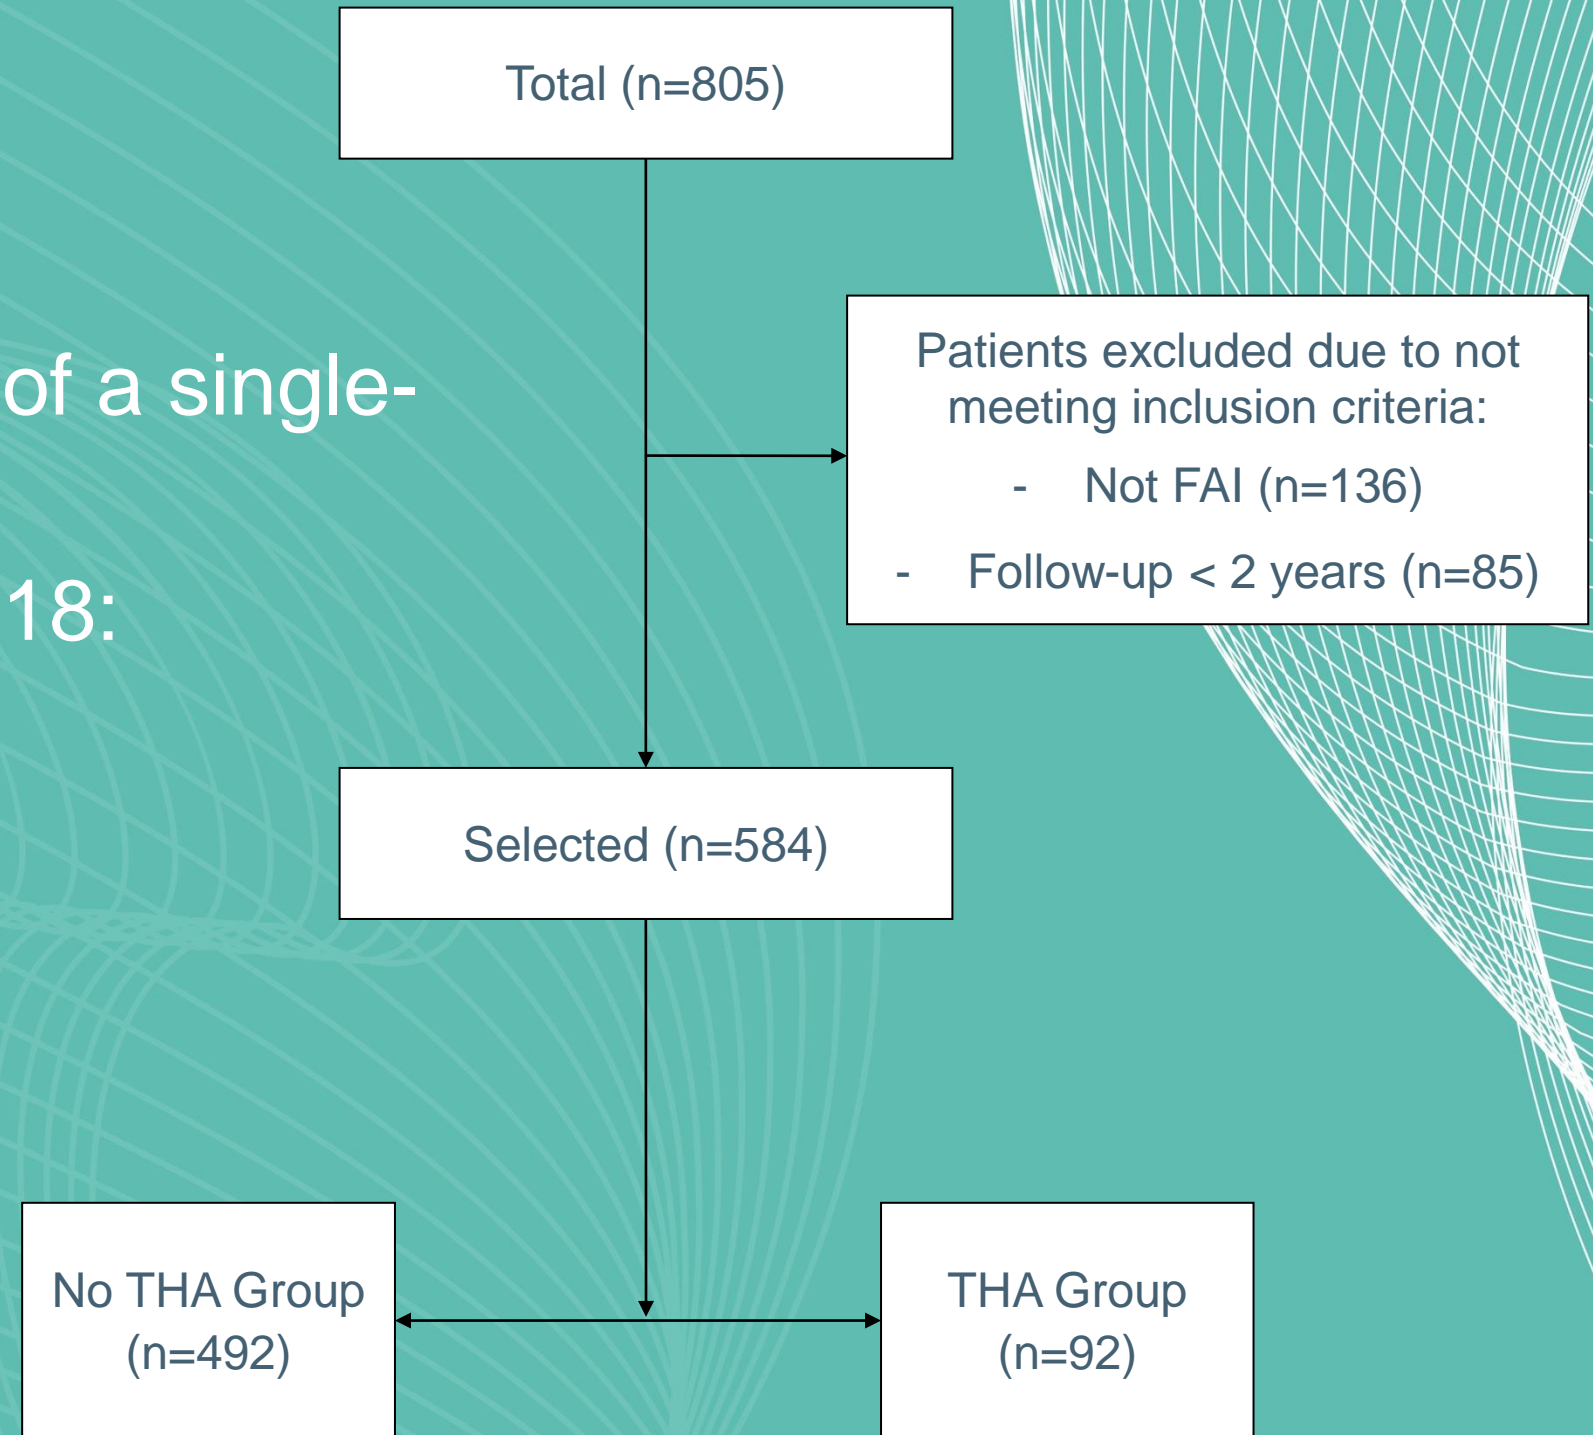 Total (n=805)
of a single-
18:
Patients excluded due to not
meeting inclusion criteria:
- Not FAI (n=136)
- Follow-up < 2 years (n=85)
Selected (n=584)
No THA Group
(n=492)
THA Group
(n=92)